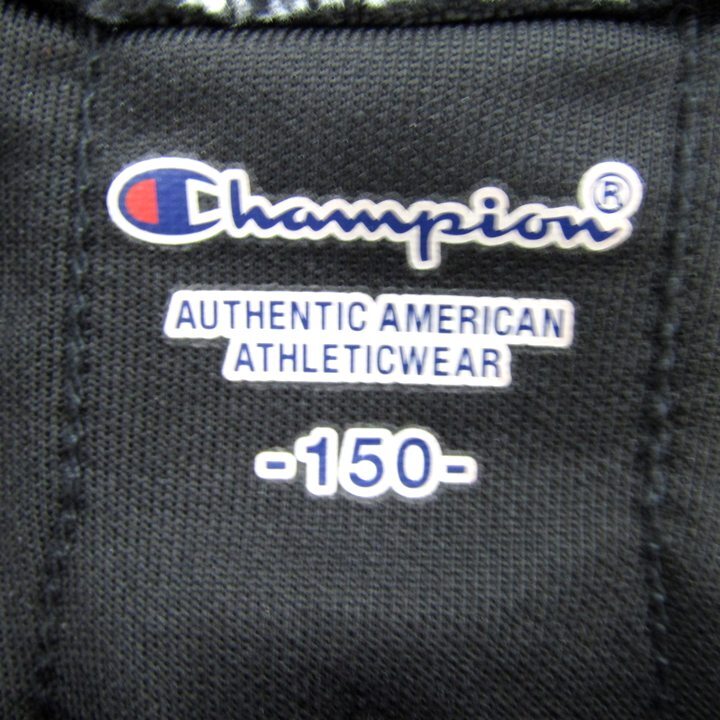 Champion®
AUTHENTIC AMERICAN
ATHLETICWEAR
-150-